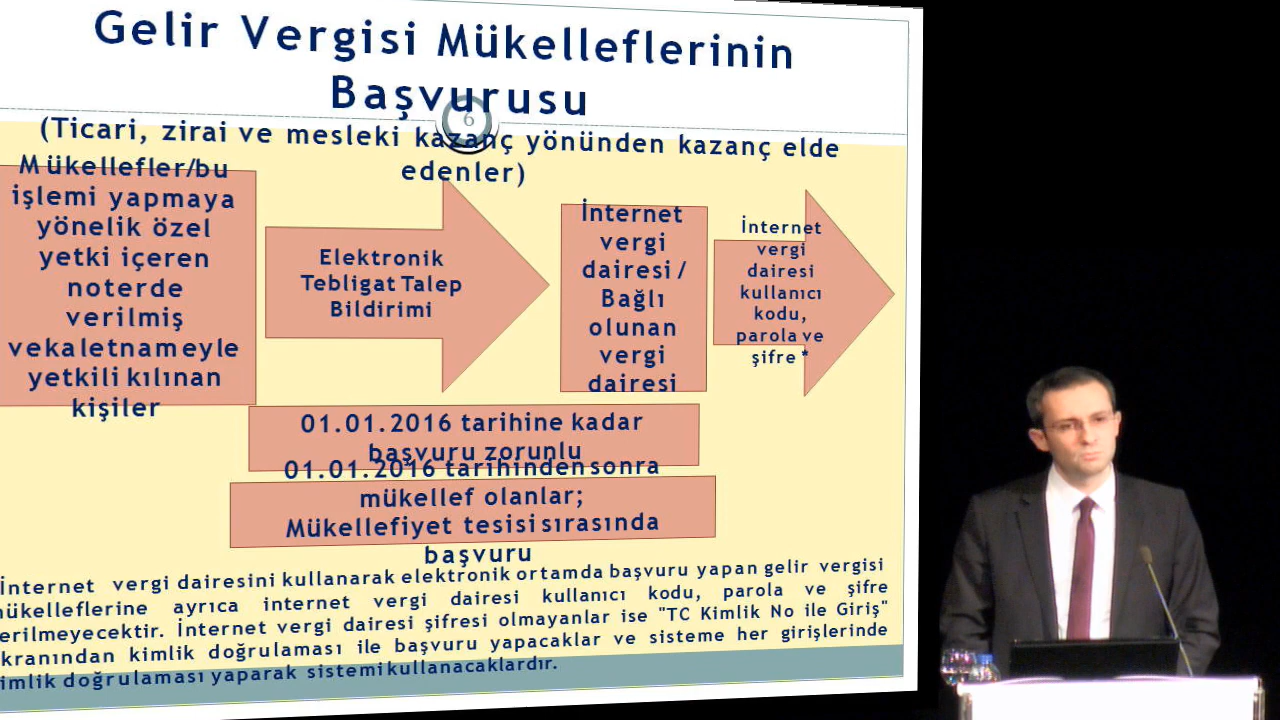 Gelir Vergisi Mükelleflerinin
Başvurusu
6
(Ticari, zirai ve mesleki kazanç yönünden kazanç elde
edenler)
Mükellefler/bu
işlemi yapmaya
yönelik özel
yetki içeren
noterde
verilmiş
vekaletnameyle
yetkili kılınan
kişiler
Elektronik
Tebligat Talep
Bildirimi
İnternet
vergi
dairesi /
Bağlı
olunan
vergi
dairesi
İnternet
vergi
dairesi
kullanıcı
kodu,
parola ve
şifre *
01.01.2016 tarihine kadar
başvuru zorunlu
01.01.2016 tarihinden sonra
mükellef olanlar;
Mükellefiyet tesisi sırasında
başvuru
İnternet vergi dairesini kullanarak elektronik ortamda başvuru yapan gelir vergisi
mükelleflerine ayrıca internet vergi dairesi kullanıcı kodu, parola ve şifre
erilmeyecektir. İnternet vergi dairesi şifresi olmayanlar ise "TC Kimlik No ile Giriş"
kranından kimlik doğrulaması ile başvuru yapacaklar ve sisteme her girişlerinde
imlik doğrulaması yaparak sistemi kullanacaklardır.